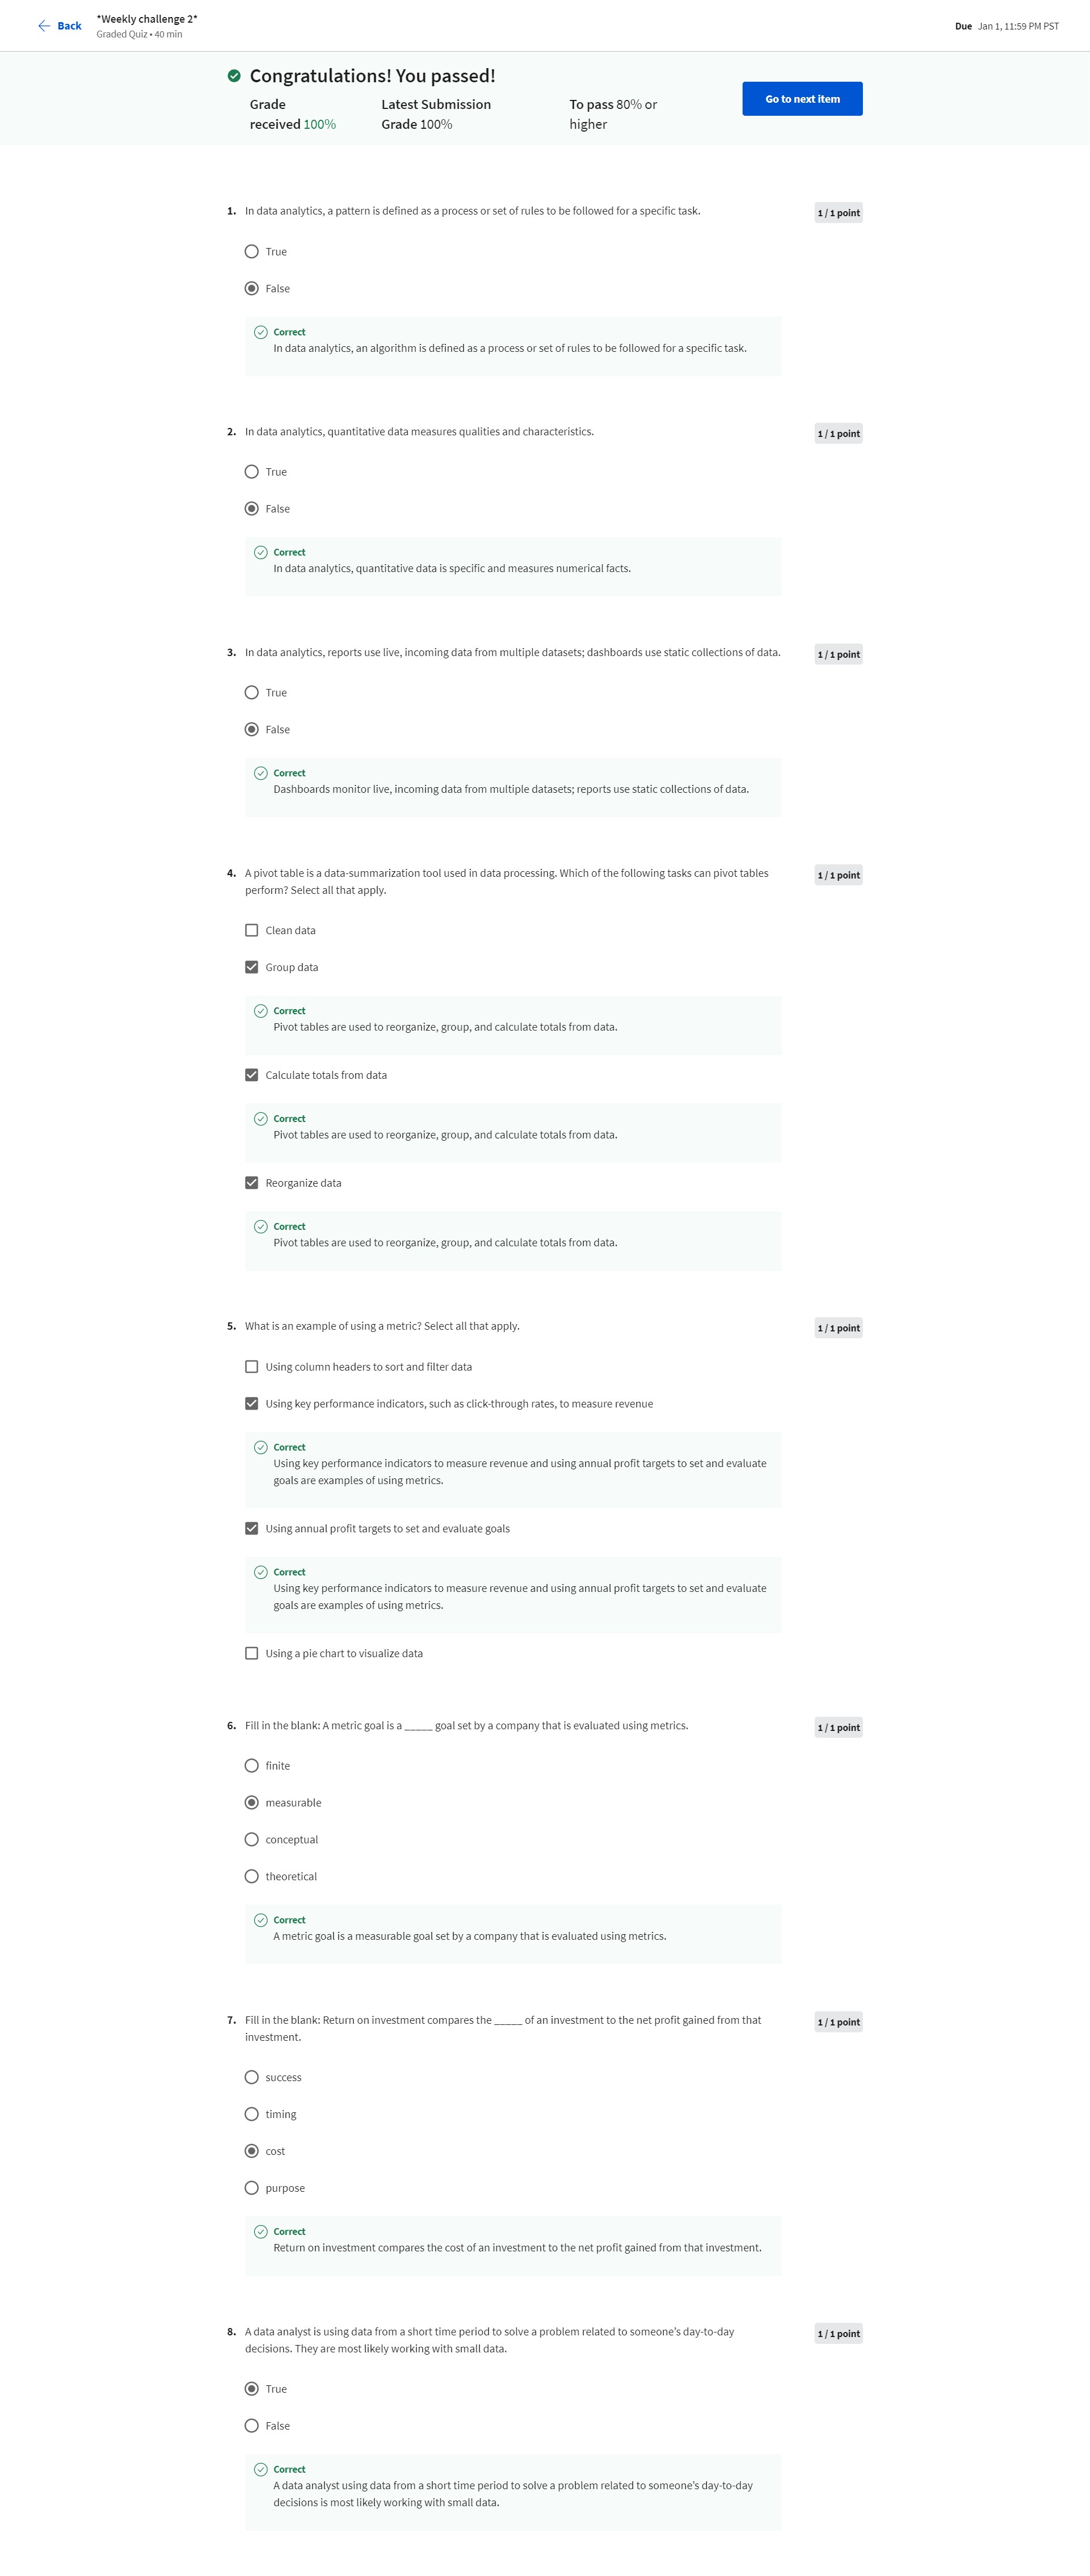 Back
*Weekly challenge 2*
Graded Quiz • 40 min
Due Jan 1, 11:59 PM PST
Congratulations! You passed!
Grade
received 100%
Latest Submission
Grade 100%
To pass 80% or
higher
Go to next item
1. In data analytics, a pattern is defined as a process or set of rules to be followed for a specific task.
1 / 1 point
True
False
Correct
In data analytics, an algorithm is defined as a process or set of rules to be followed for a specific task.
2. In data analytics, quantitative data measures qualities and characteristics.
1 / 1 point
True
False
Correct
In data analytics, quantitative data is specific and measures numerical facts.
3. In data analytics, reports use live, incoming data from multiple datasets; dashboards use static collections of data.
1 / 1 point
True
False
Correct
Dashboards monitor live, incoming data from multiple datasets; reports use static collections of data.
4. A pivot table is a data-summarization tool used in data processing. Which of the following tasks can pivot tables
perform? Select all that apply.
1 / 1 point
Clean data
Group data
Correct
Pivot tables are used to reorganize, group, and calculate totals from data.
Calculate totals from data
Correct
Pivot tables are used to reorganize, group, and calculate totals from data.
Reorganize data
Correct
Pivot tables are used to reorganize, group, and calculate totals from data.
5. What is an example of using a metric? Select all that apply.
1 / 1 point
Using column headers to sort and filter data
Using key performance indicators, such as click-through rates, to measure revenue
Correct
Using key performance indicators to measure revenue and using annual profit targets to set and evaluate
goals are examples of using metrics.
Using annual profit targets to set and evaluate goals
Correct
Using key performance indicators to measure revenue and using annual profit targets to set and evaluate
goals are examples of using metrics.
Using a pie chart to visualize data
6. Fill in the blank: A metric goal is a _____ goal set by a company that is evaluated using metrics.
1 / 1 point
finite
measurable
conceptual
theoretical
Correct
A metric goal is a measurable goal set by a company that is evaluated using metrics.
7. Fill in the blank: Return on investment compares the _____ of an investment to the net profit gained from that
investment.
1 / 1 point
success
timing
cost
purpose
Correct
Return on investment compares the cost of an investment to the net profit gained from that investment.
8. A data analyst is using data from a short time period to solve a problem related to someone's day-to-day
decisions. They are most likely working with small data.
1 / 1 point
True
False
Correct
A data analyst using data from a short time period to solve a problem related to someone's day-to-day
decisions is most likely working with small data.